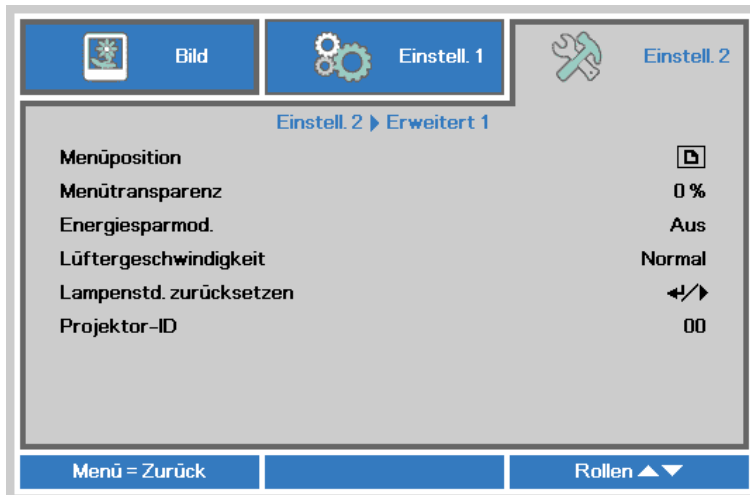 Bild Einstell. 1 Einstell. 2
Einstell. 2 ▶ Erweitert 1
Menüposition
Menütransparenz 0 %
Energiesparmod. Aus
Lüftergeschwindigkeit Normal
Lampenstd. zurücksetzen ↵/▶
Projektor-ID 00
Menü = Zurück Rollen ▲▼